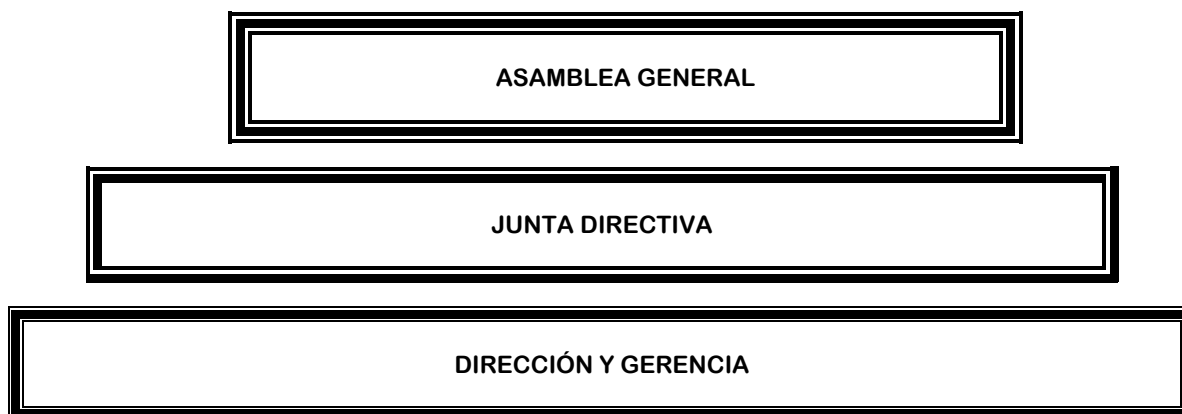 ASAMBLEA GENERAL
JUNTA DIRECTIVA
DIRECCIÓN Y GERENCIA